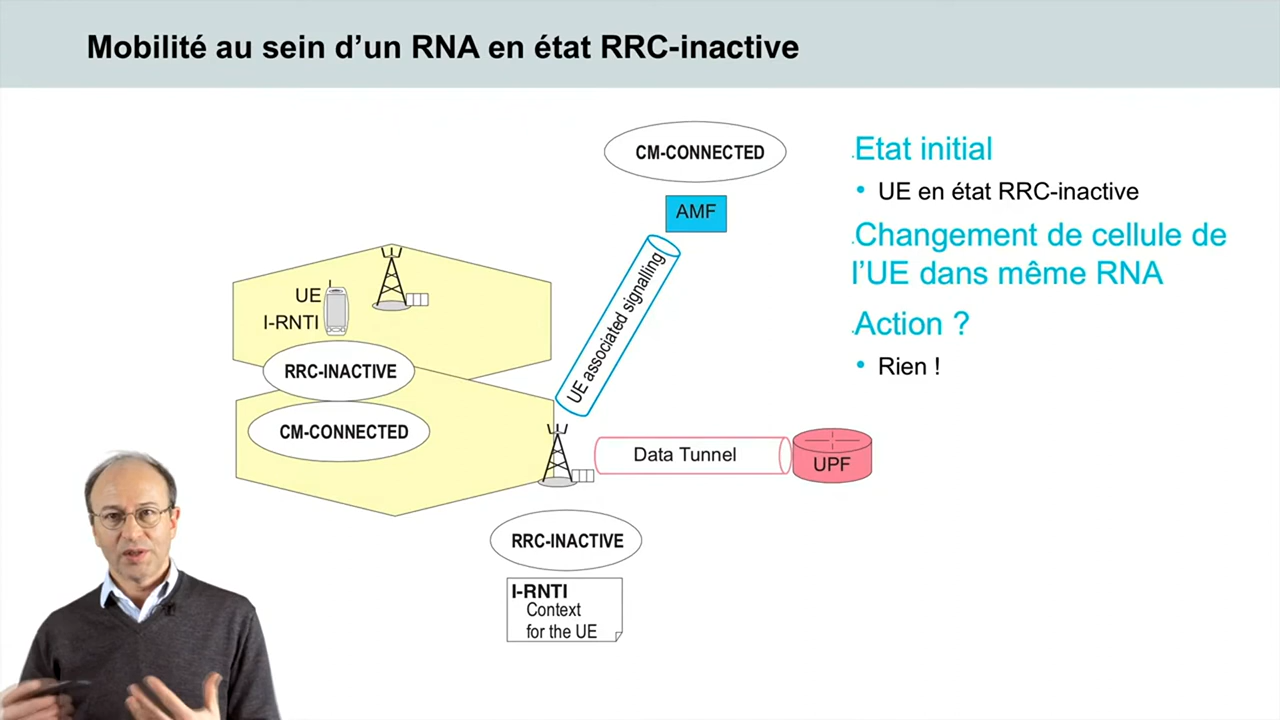 Mobilité au sein d’un RNA en état RRC-inactive
CM-CONNECTED
AMF
UE associated signalling
UE
I-RNTI
RRC-INACTIVE
CM-CONNECTED
Data Tunnel
UPF
RRC-INACTIVE
I-RNTI
Context
for the UE
Etat initial
• UE en état RRC-inactive
Changement de cellule de
l’UE dans même RNA
Action ?
• Rien !